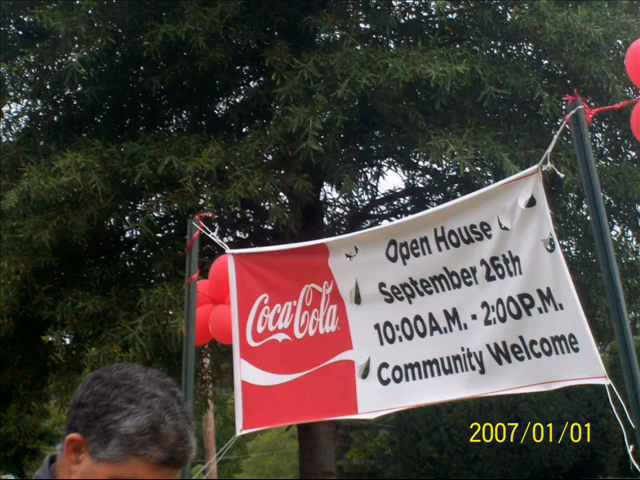 Coca-Cola
Open House
September 26th
10:00A.M. - 2:00P.M.
Community Welcome
2007/01/01